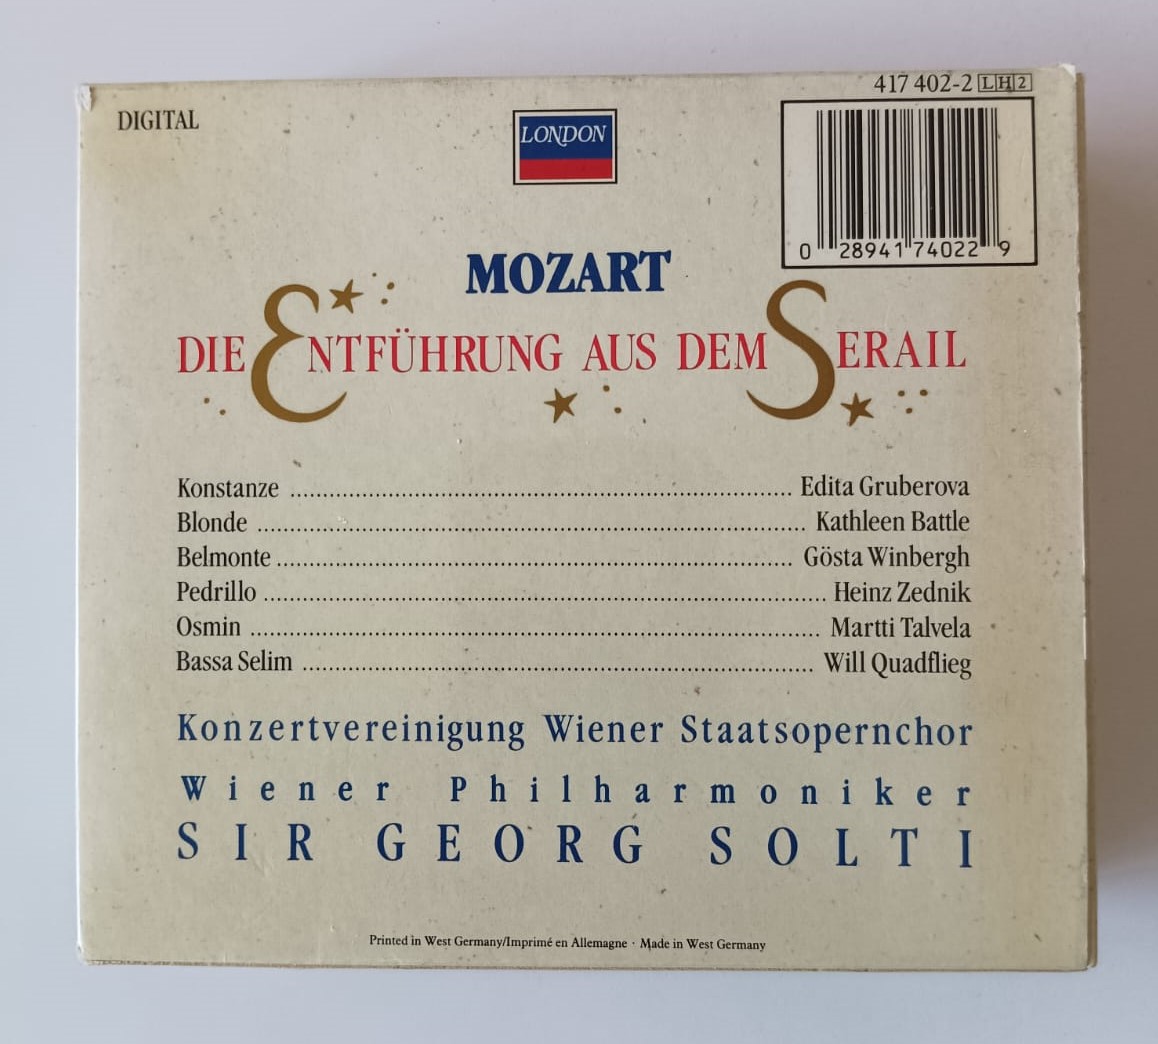 417 402-2 LH2
DIGITAL
LONDON
0 28941 74022 9
MOZART
DIE ENTFÜHRUNG AUS DEM SERAIL
Konstanze ........................ Edita Gruberova
Blonde ........................ Kathleen Battle
Belmonte ........................ Gösta Winbergh
Pedrillo ........................ Heinz Zednik
Osmin ........................ Martti Talvela
Bassa Selim ........................ Will Quadflieg
Konzertvereinigung Wiener Staatsopernchor
Wiener Philharmoniker
SIR GEORG SOLTI
Printed in West Germany/Imprimé en Allemagne · Made in West Germany